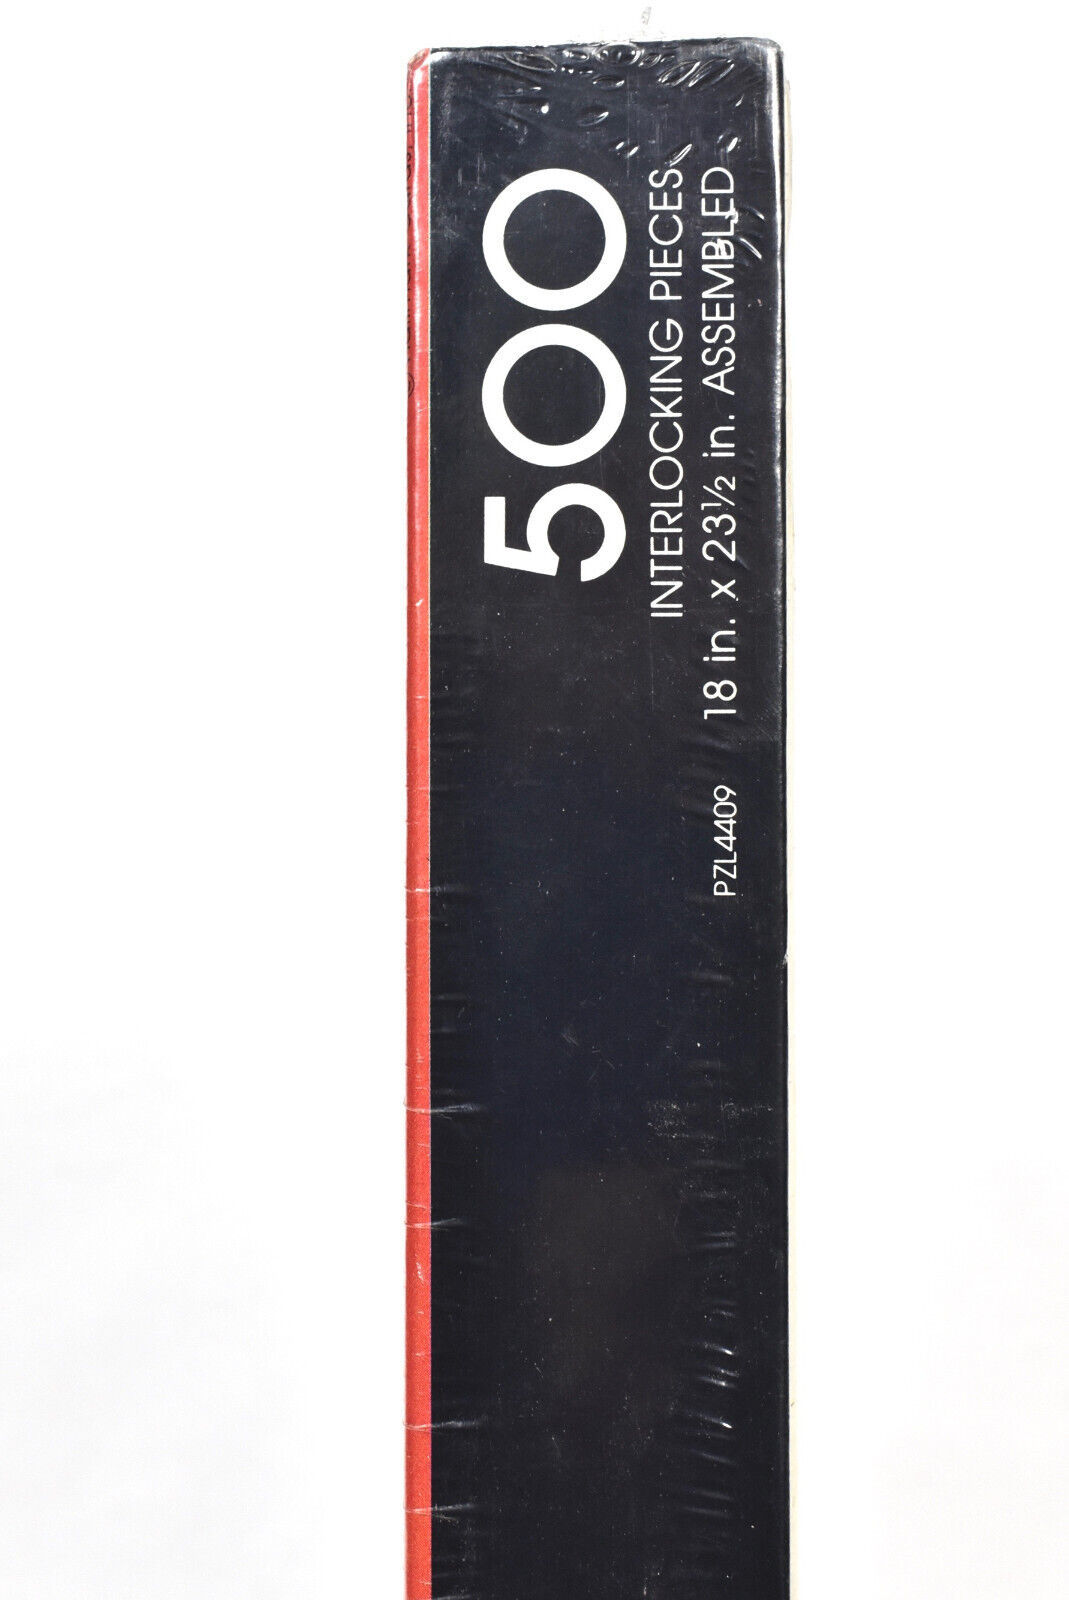 500
INTERLOCKING PIECES
PZL4409 18 in. x 23½ in. ASSEMBLED